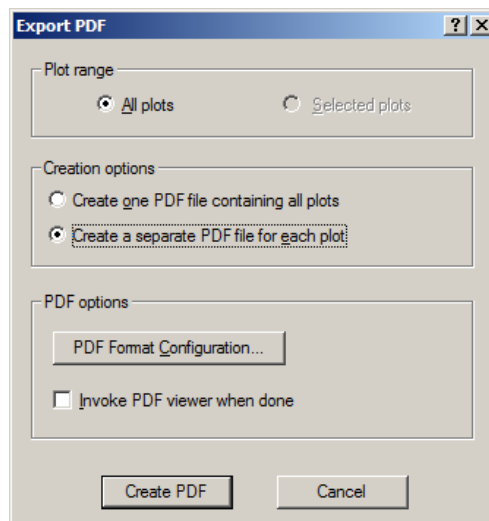 Export PDF
Plot range
All plots
Selected plots
Creation options
Create one PDF file containing all plots
Create a separate PDF file for each plot
PDF options
PDF Format Configuration...
Invoke PDF viewer when done
Create PDF
Cancel